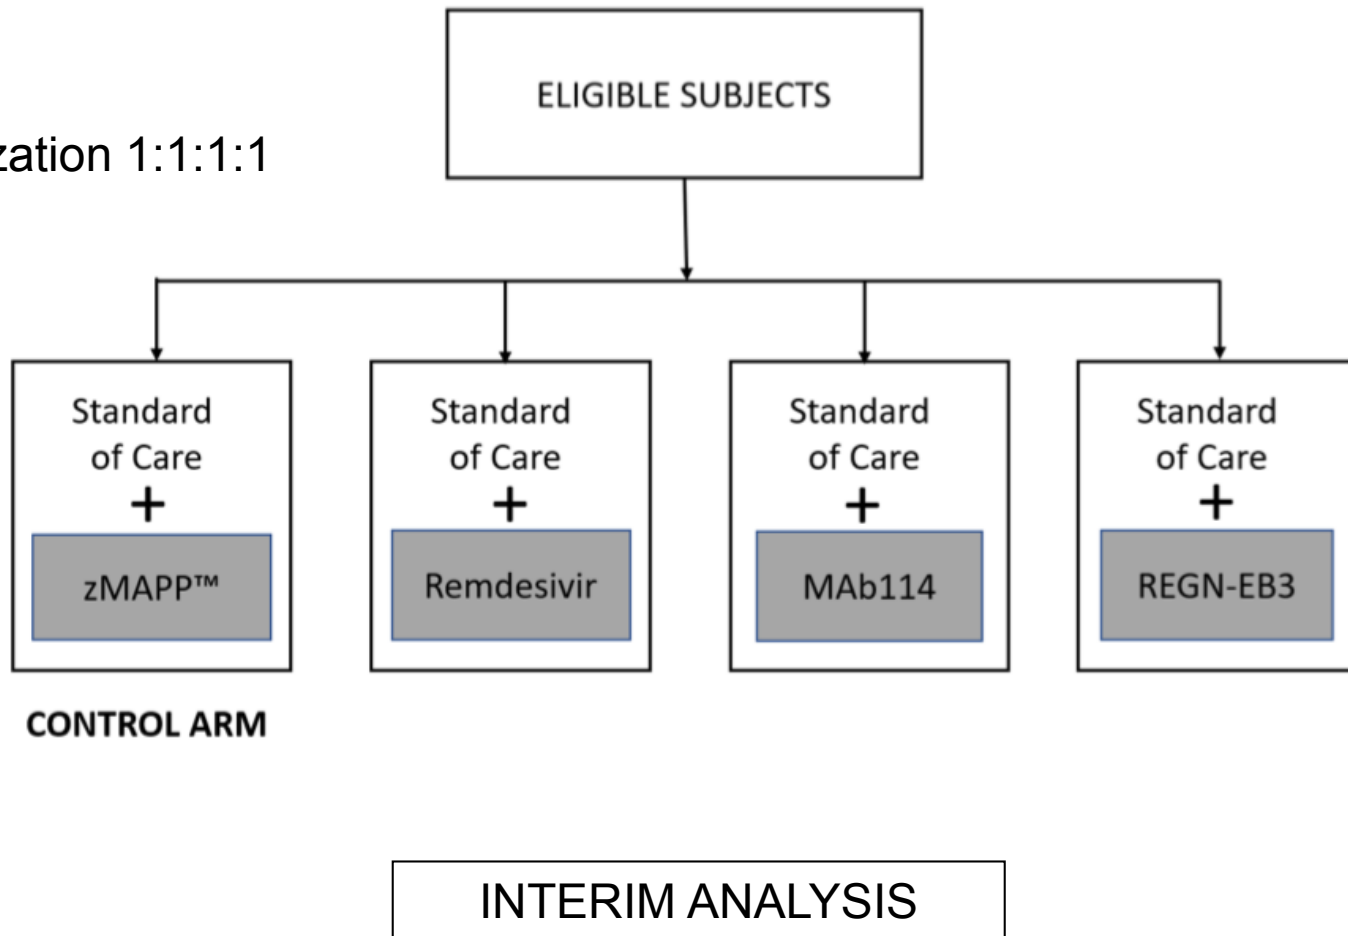 ELIGIBLE SUBJECTS
zation 1:1:1:1
Standard
of Care
+
zMAPP™
Standard
of Care
+
Remdesivir
Standard
of Care
+
MAb114
Standard
of Care
+
REGN-EB3
CONTROL ARM
INTERIM ANALYSIS